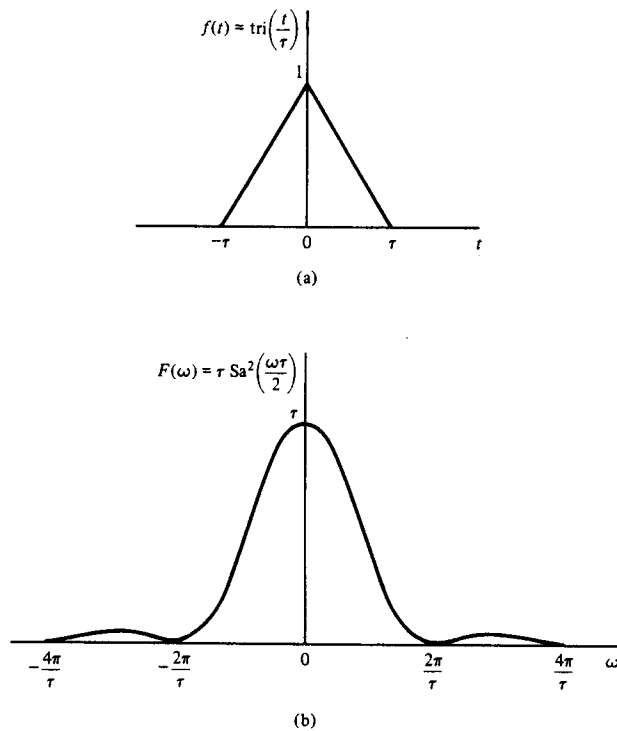 f(t) = tri(t/τ)
1
−τ 0 τ t
(a)
F(ω) = τ Sa²(ωτ/2)
τ
−4π/τ −2π/τ 0 2π/τ 4π/τ ω
(b)